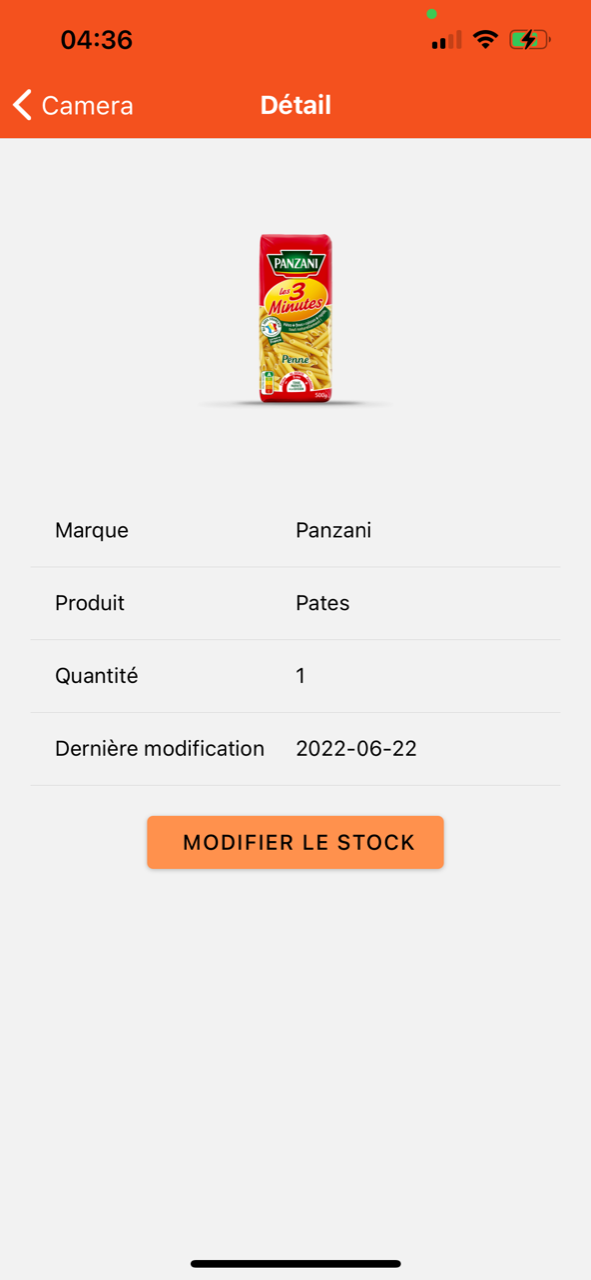 04:36
Camera
Détail
PANZANI
les 3
Minutes
Penne
500g
Marque Panzani
Produit Pates
Quantité 1
Dernière modification 2022-06-22
MODIFIER LE STOCK